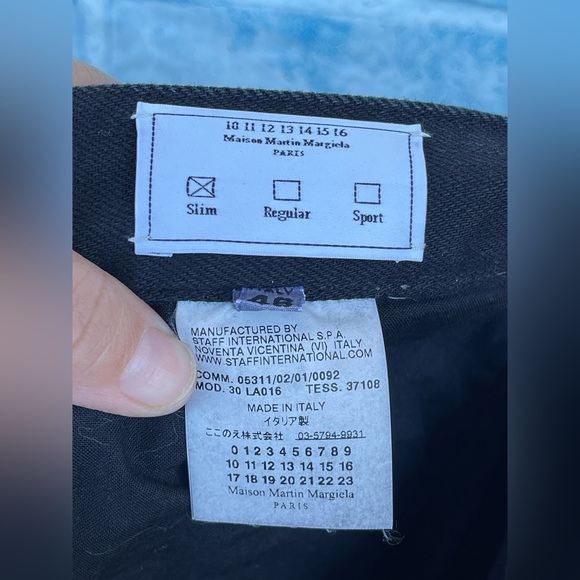 10 11 12 13 14 15 16
Maison Martin Margiela
PARIS
Slim Regular Sport
ITALY
48
MANUFACTURED BY
STAFF INTERNATIONAL S.P.A.
NOVENTA VICENTINA (VI) ITALY
WWW.STAFFINTERNATIONAL.COM
COMM. 05311/02/01/0092
MOD. 30 LA016 TESS. 37108
MADE IN ITALY
イタリア製
ここのえ株式会社 03-5794-9931
0 1 2 3 4 5 6 7 8 9
10 11 12 13 14 15 16
17 18 19 20 21 22 23
Maison Martin Margiela
PARIS